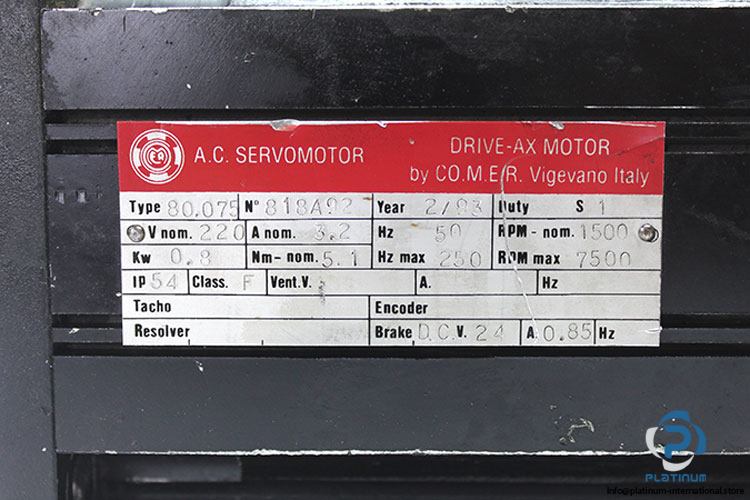 A.C. SERVOMOTOR
DRIVE-AX MOTOR
by CO.M.E.R. Vigevano Italy
Type 80.075 N° 818A92 Year 2/93 Duty S 1
V nom. 220 A nom. 3.2 Hz 50 RPM - nom. 1500
Kw 0.8 Nm - nom. 5.1 Hz max 250 RPM max 7500
IP 54 Class. F Vent.V. A. Hz
Tacho Encoder
Resolver Brake D.C.V. 24 A 0.85 Hz
PLATINUM
info@platinum-international.store